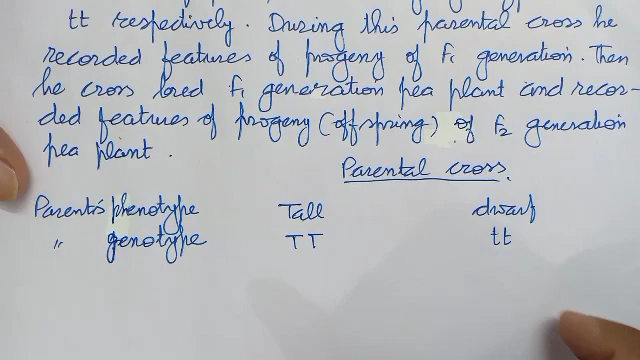 tt respectively. During this parental cross he
recorded features of progeny of F1 generation. Then
he cross bred F1 generation pea plant and recor-
ded features of progeny (offspring) of F2 generation
pea plant.
Parental cross.
Parents phenotype Tall dwarf
" genotype TT tt